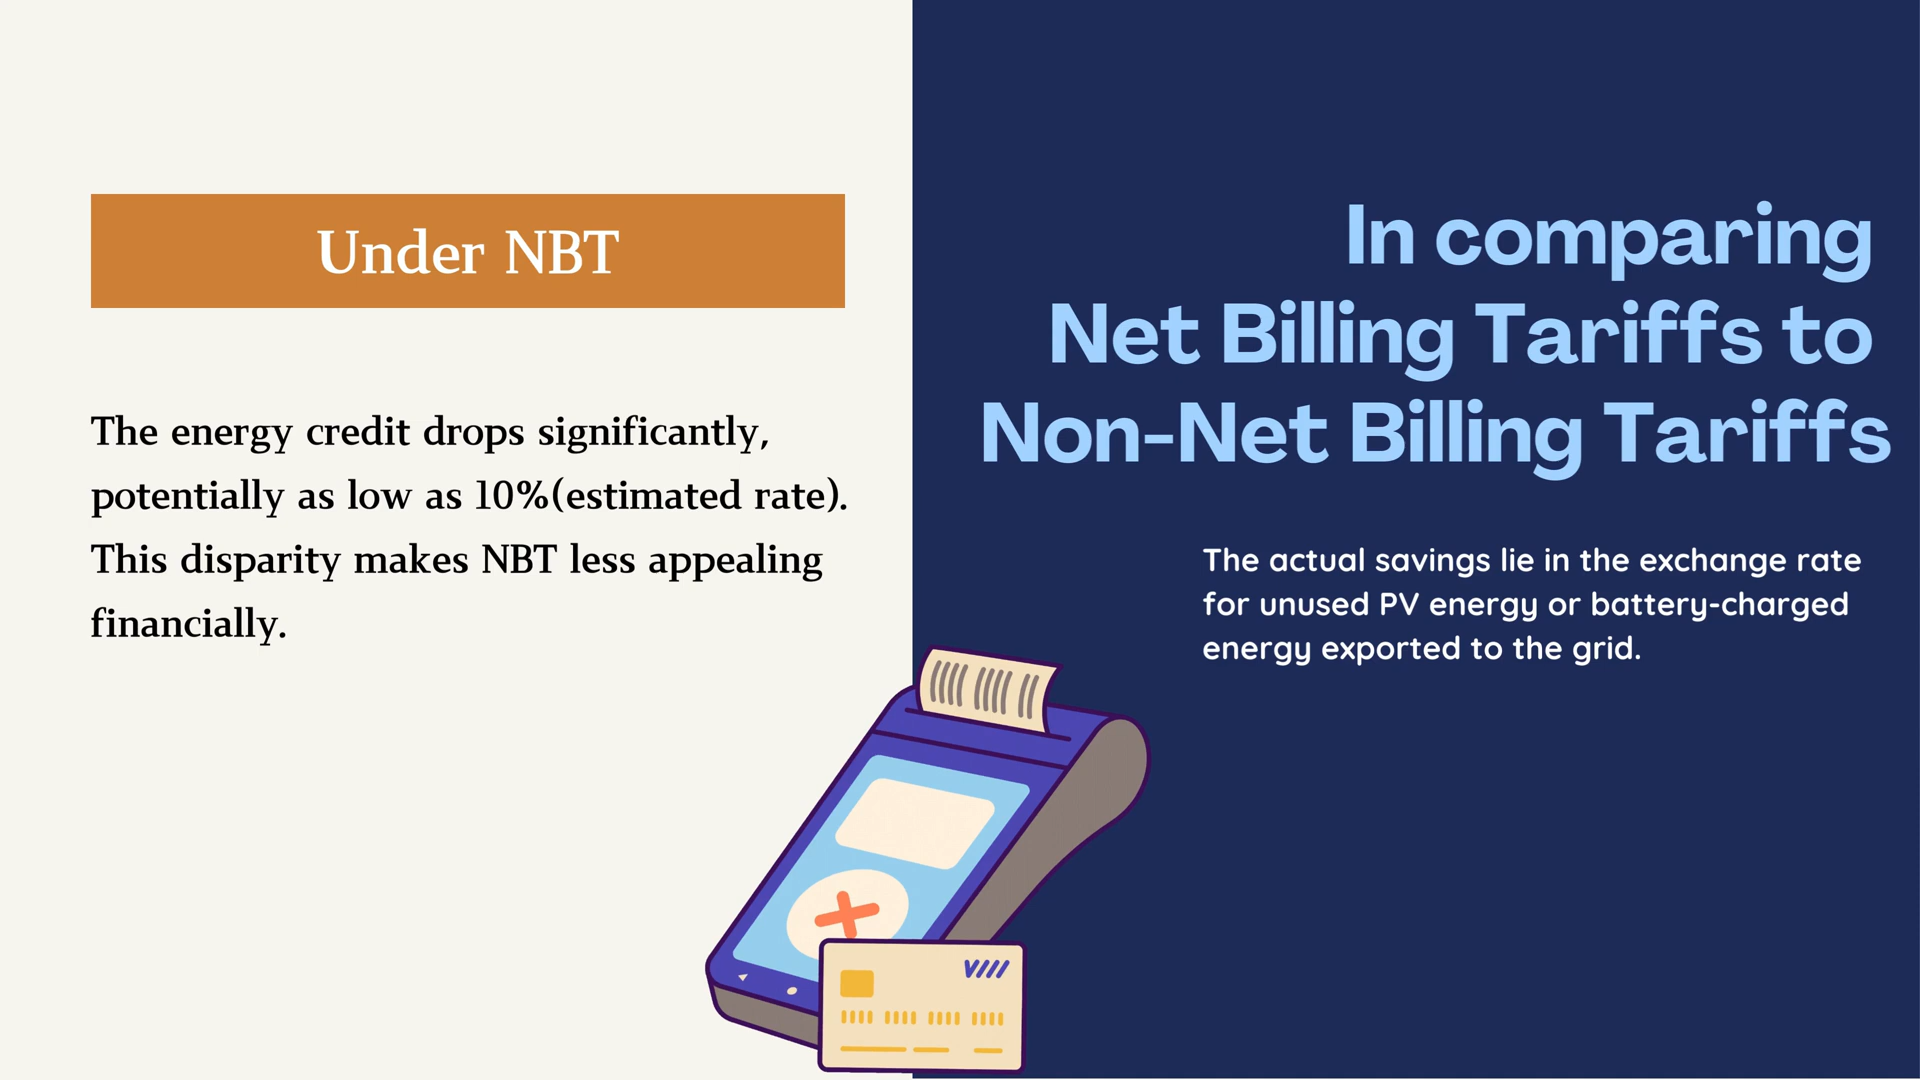 Under NBT
The energy credit drops significantly,
potentially as low as 10%(estimated rate).
This disparity makes NBT less appealing
financially.
In comparing
Net Billing Tariffs to
Non-Net Billing Tariffs
The actual savings lie in the exchange rate
for unused PV energy or battery-charged
energy exported to the grid.